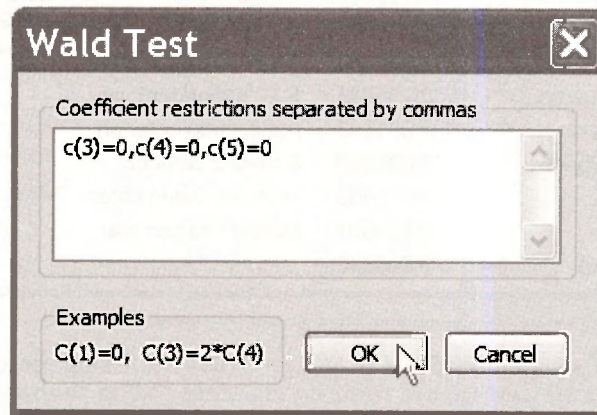 Wald Test
Coefficient restrictions separated by commas
c(3)=0,c(4)=0,c(5)=0
Examples
C(1)=0, C(3)=2*C(4)
OK
Cancel